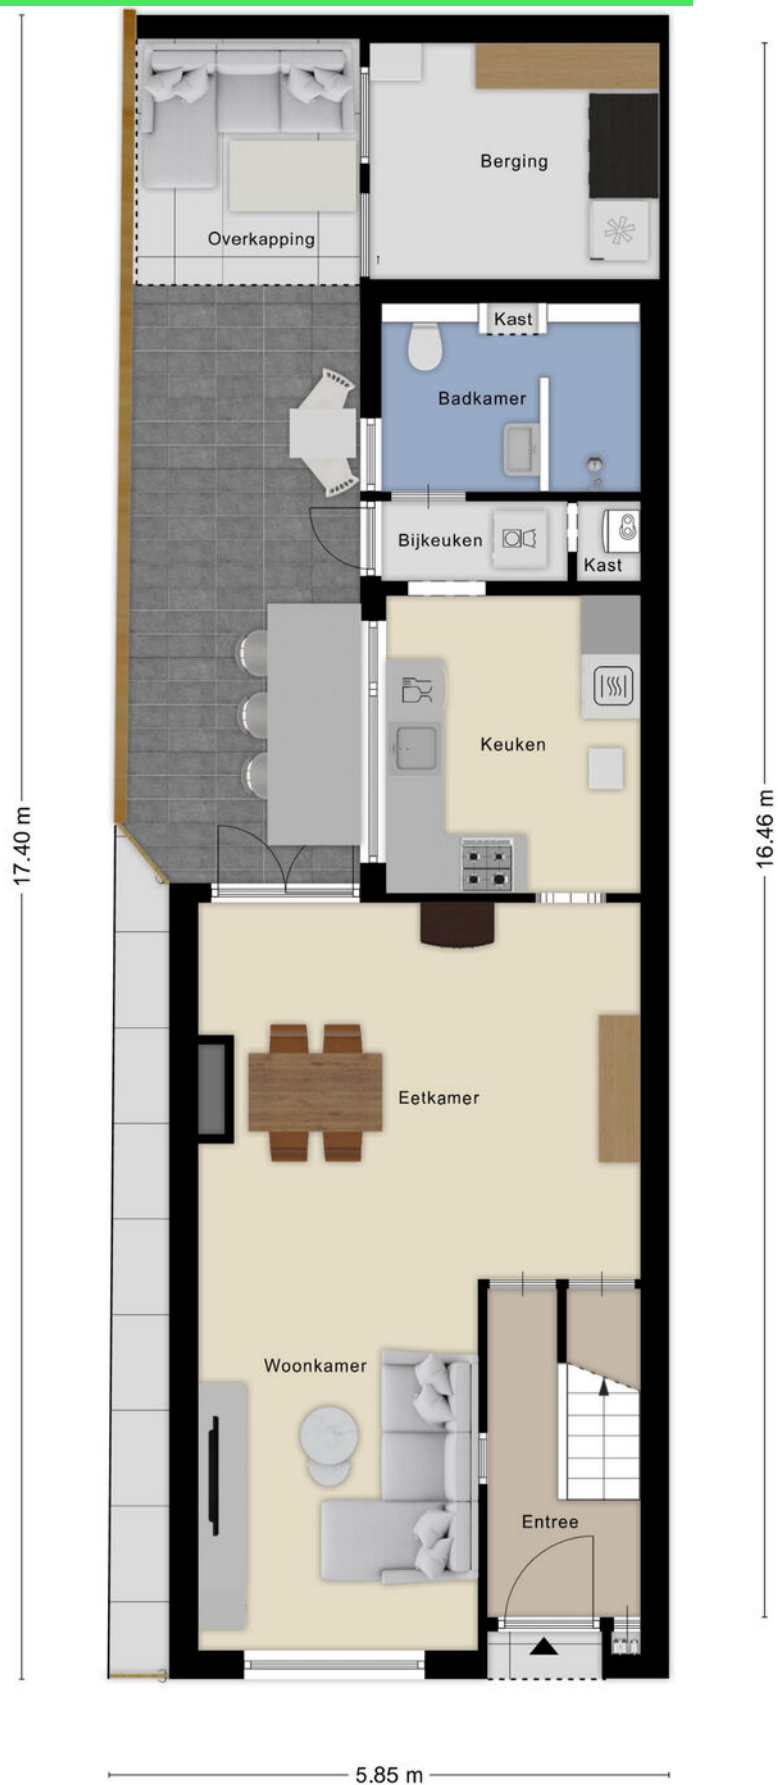 Berging
Overkapping
Kast
Badkamer
Bijkeuken
Kast
Keuken
17.40 m
16.46 m
Eetkamer
Woonkamer
Entree
5.85 m